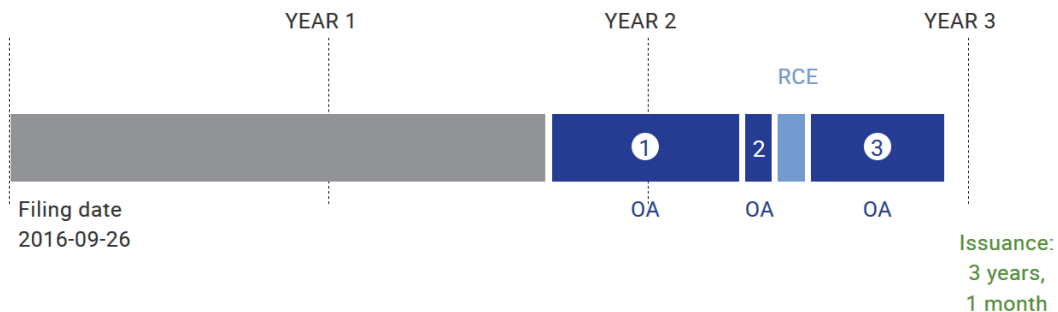 YEAR 1
YEAR 2
YEAR 3
RCE
1
2
3
Filing date
2016-09-26
OA
OA
OA
Issuance:
3 years,
1 month